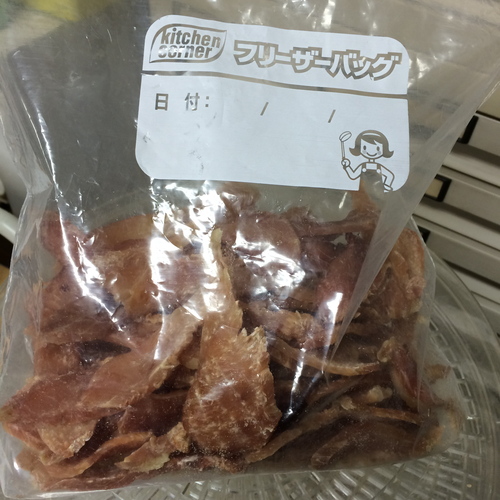 kitchen
corner
フリーザーバッグ
日付: / /